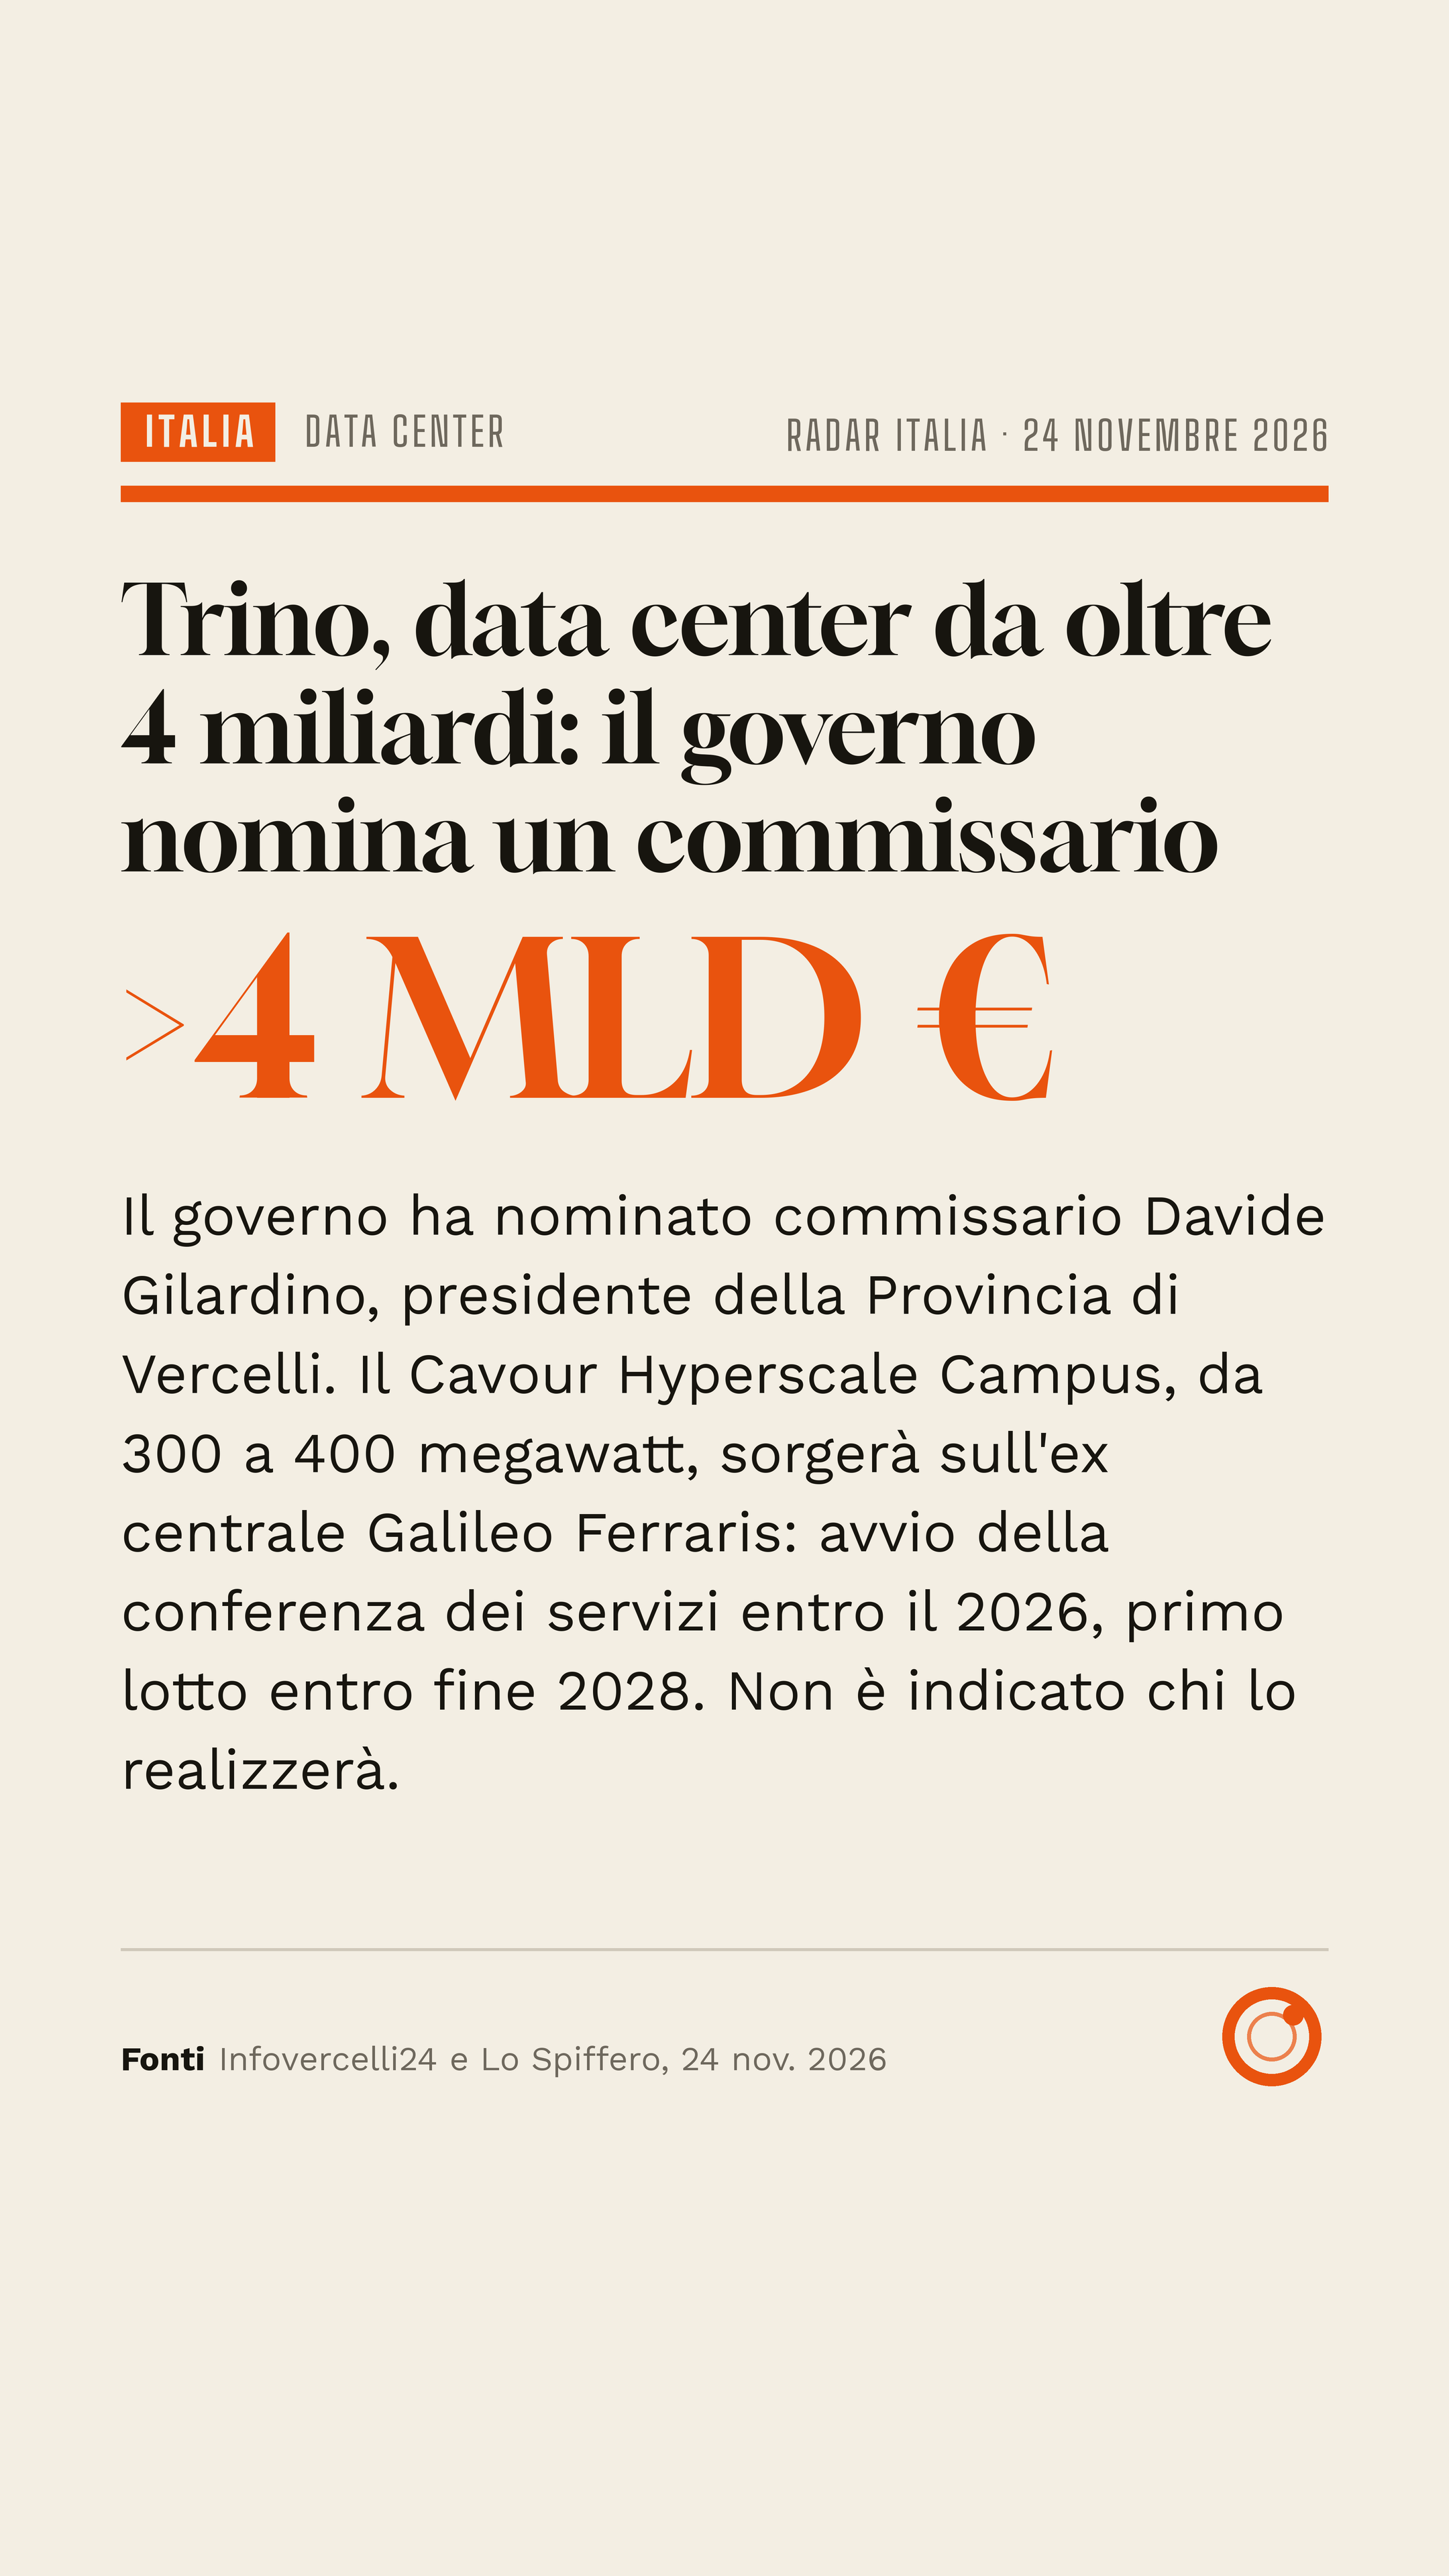 ITALIA DATA CENTER RADAR ITALIA · 24 NOVEMBRE 2026
Trino, data center da oltre
4 miliardi: il governo
nomina un commissario
>4 MLD €
Il governo ha nominato commissario Davide
Gilardino, presidente della Provincia di
Vercelli. Il Cavour Hyperscale Campus, da
300 a 400 megawatt, sorgerà sull'ex
centrale Galileo Ferraris: avvio della
conferenza dei servizi entro il 2026, primo
lotto entro fine 2028. Non è indicato chi lo
realizzerà.
Fonti Infovercelli24 e Lo Spiffero, 24 nov. 2026